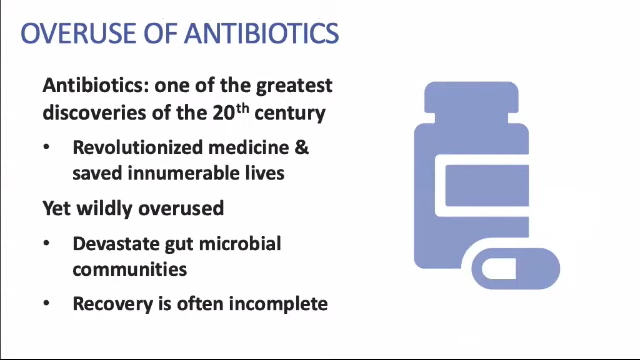 OVERUSE OF ANTIBIOTICS
Antibiotics: one of the greatest
discoveries of the 20th century
• Revolutionized medicine &
saved innumerable lives
Yet wildly overused
• Devastate gut microbial
communities
• Recovery is often incomplete